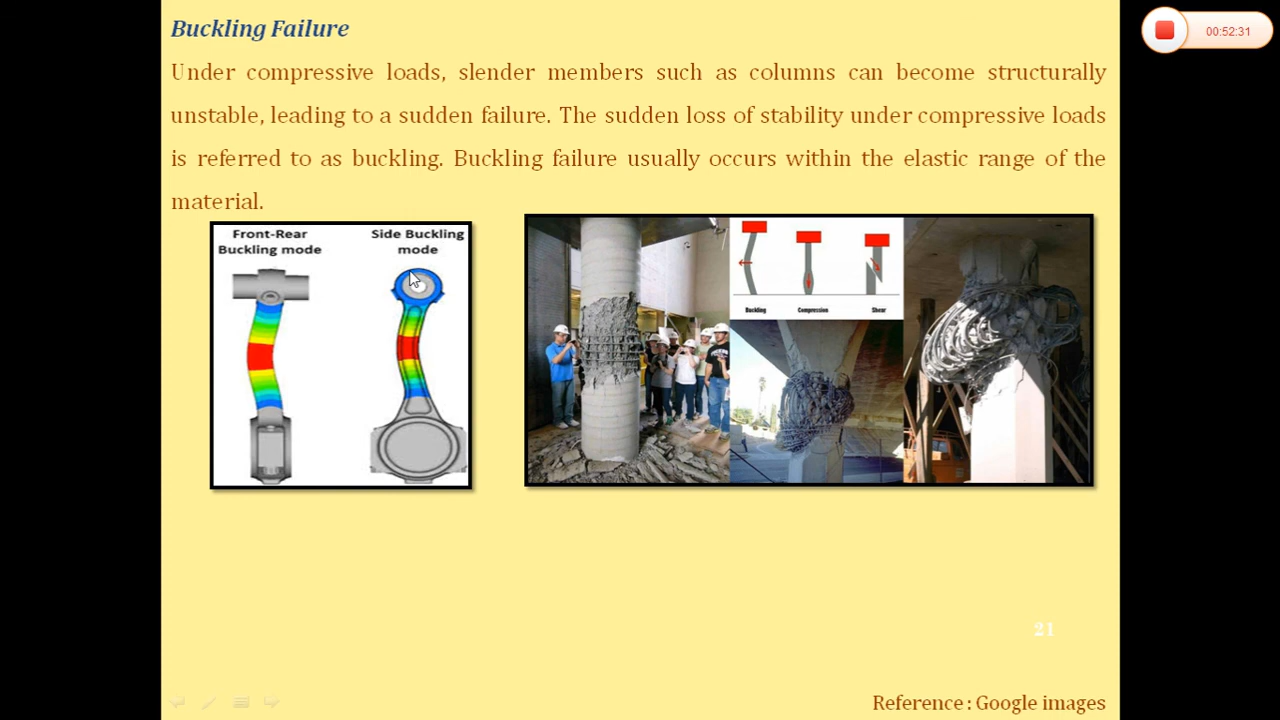 Buckling Failure
00:52:31
Under compressive loads, slender members such as columns can become structurally
unstable, leading to a sudden failure. The sudden loss of stability under compressive loads
is referred to as buckling. Buckling failure usually occurs within the elastic range of the
material.
Front-Rear
Buckling mode
Side Buckling
mode
Buckling
Compression
Shear
21
Reference : Google images